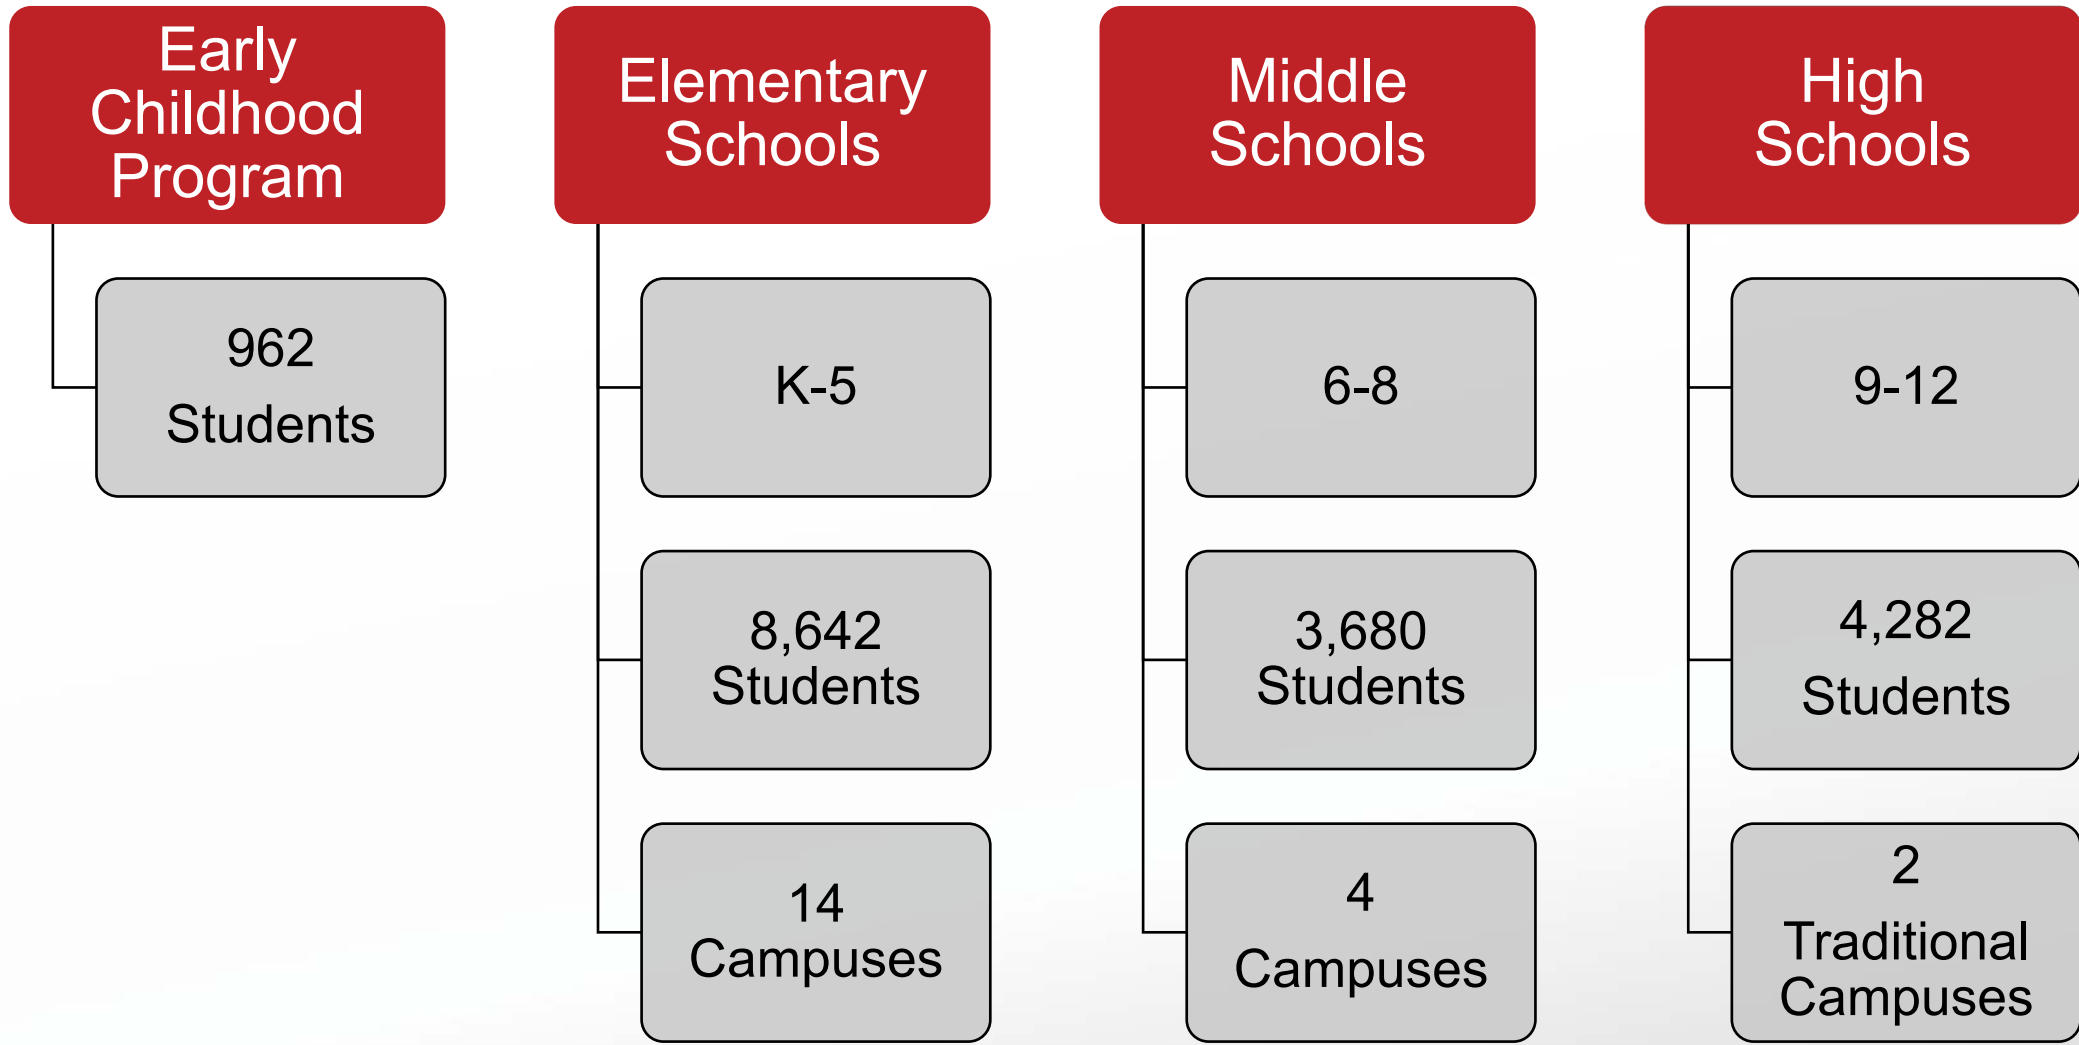 Early
Childhood
Program
962
Students
Elementary
Schools
K-5
8,642
Students
14
Campuses
Middle
Schools
6-8
3,680
Students
4
Campuses
High
Schools
9-12
4,282
Students
2
Traditional
Campuses